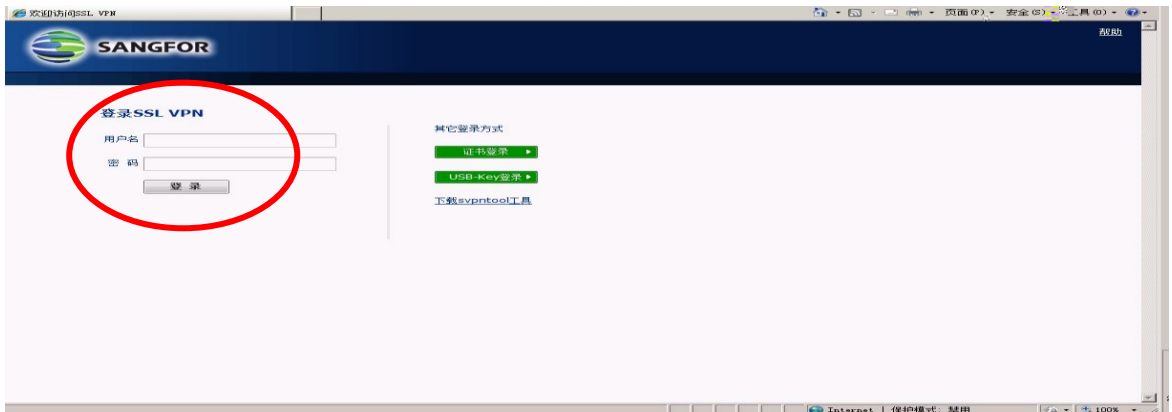 欢迎访问SSL VPN
页面(P) 安全(S) 工具(O)
SANGFOR
帮助
登录SSL VPN
用户名
密 码
登 录
其它登录方式
证书登录
USB-Key登录
下载svpntool工具
Internet | 保护模式: 禁用
100%